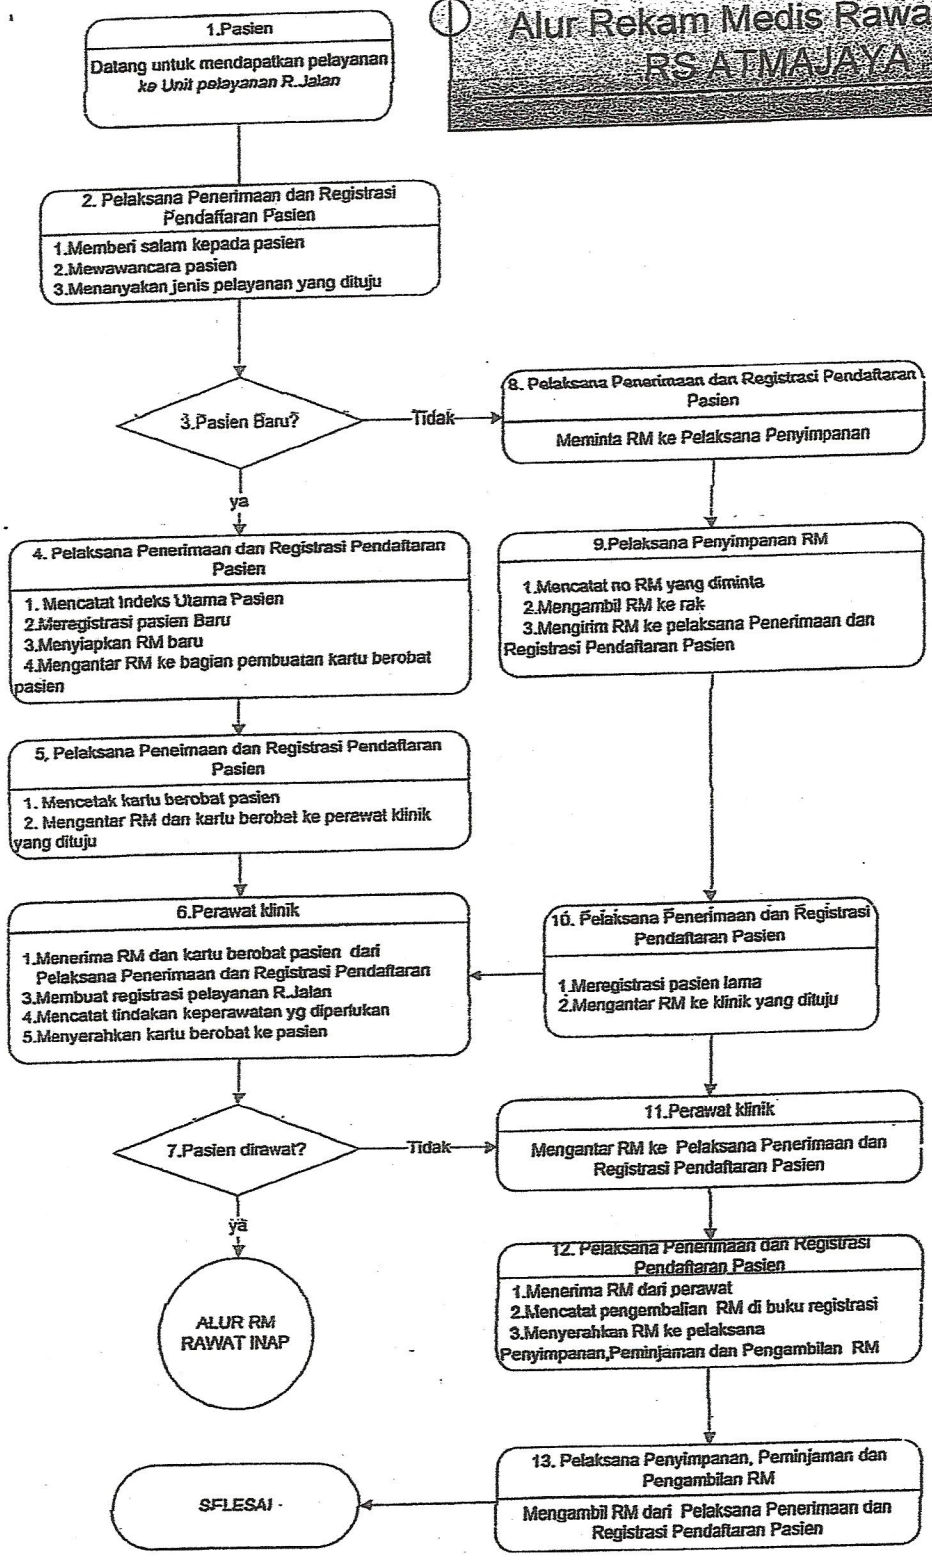 Alur Rekam Medis Rawa
RS ATMAJAYA
1.Pasien
Datang untuk mendapatkan pelayanan
ke Unit pelayanan R.Jalan
2. Pelaksana Penerimaan dan Registrasi
Pendaftaran Pasien
1.Memberi salam kepada pasien
2.Mewawancara pasien
3.Menanyakan jenis pelayanan yang dituju
3.Pasien Baru?
Tidak
ya
8. Pelaksana Penerimaan dan Registrasi Pendaftaran
Pasien
Meminta RM ke Pelaksana Penyimpanan
4. Pelaksana Penerimaan dan Registrasi Pendaftaran
Pasien
1. Mencatat Indeks Utama Pasien
2.Meregistrasi pasien Baru
3.Menyiapkan RM baru
4.Mengantar RM ke bagian pembuatan kartu berobat
pasien
9.Pelaksana Penyimpanan RM
1.Mencatat no RM yang diminta
2.Mengambil RM ke rak
3.Mengirim RM ke pelaksana Penerimaan dan
Registrasi Pendaftaran Pasien
5. Pelaksana Peneimaan dan Registrasi Pendaftaran
Pasien
1. Mencetak kartu berobat pasien
2. Mengantar RM dan kartu berobat ke perawat klinik
yang dituju
6.Perawat klinik
1.Menerima RM dan kartu berobat pasien dari
Pelaksana Penerimaan dan Registrasi Pendaftaran
3.Membuat registrasi pelayanan R.Jalan
4.Mencatat tindakan keperawatan yg diperlukan
5.Menyerahkan kartu berobat ke pasien
10. Pelaksana Penerimaan dan Registrasi
Pendaftaran Pasien
1.Meregistrasi pasien lama
2.Mengantar RM ke klinik yang dituju
7.Pasien dirawat?
Tidak
ya
11.Perawat klinik
Mengantar RM ke Pelaksana Penerimaan dan
Registrasi Pendaftaran Pasien
ALUR RM
RAWAT INAP
12. Pelaksana Penerimaan dan Registrasi
Pendaftaran Pasien
1.Menerima RM dari perawat
2.Mencatat pengembalian RM di buku registrasi
3.Menyerahkan RM ke pelaksana
Penyimpanan,Peminjaman dan Pengambilan RM
13. Pelaksana Penyimpanan, Peminjaman dan
Pengambilan RM
Mengambil RM dari Pelaksana Penerimaan dan
Registrasi Pendaftaran Pasien
SELESAI